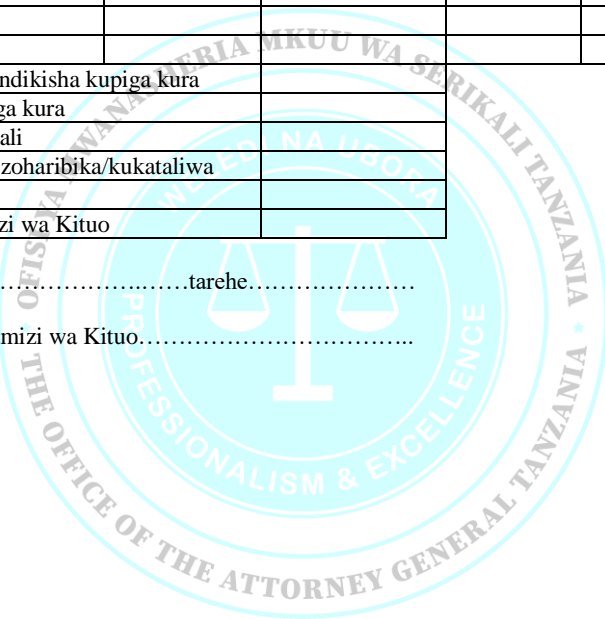 ndikisha kupiga kura
ga kura
ali
zoharibika/kukataliwa
zi wa Kituo
……………….……tarehe…………………
mizi wa Kituo……………………………..
OFISI YA MWANASHERIA MKUU WA SERIKALI TANZANIA
WELEDI NA UBORA
PROFESSIONALISM & EXCELLENCE
THE OFFICE OF THE ATTORNEY GENERAL TANZANIA